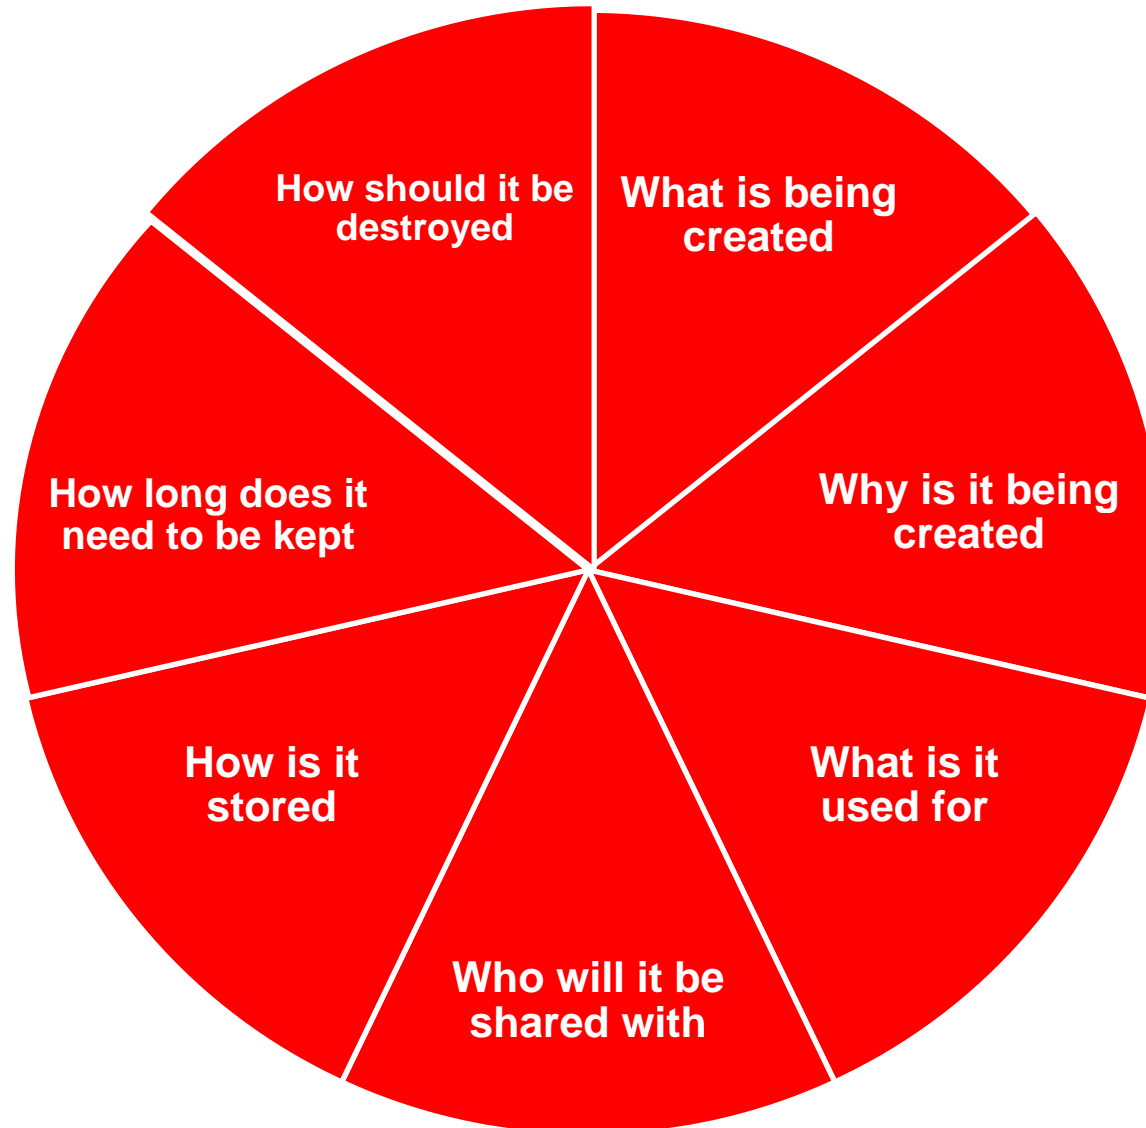 What is being
created
Why is it being
created
What is it
used for
Who will it be
shared with
How is it
stored
How long does it
need to be kept
How should it be
destroyed